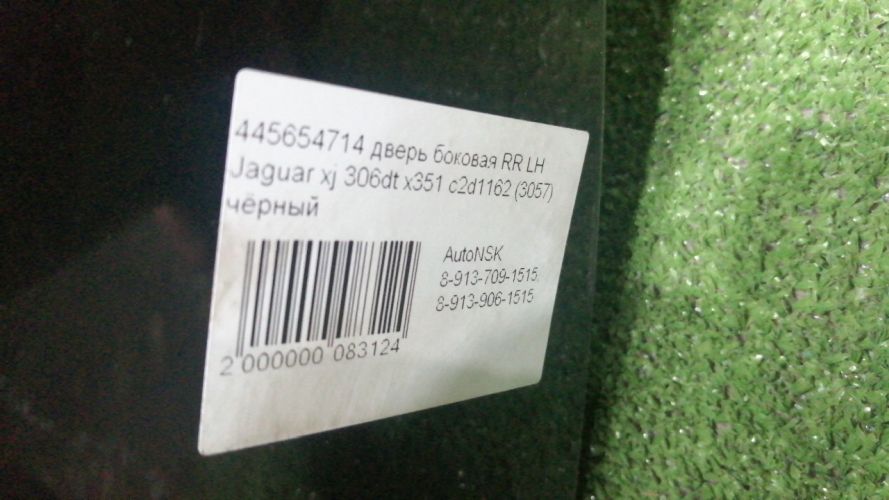 445654714 дверь боковая RR LH
Jaguar xj 306dt x351 c2d1162 (3057)
чёрный
AutoNSK
8-913-709-1515,
8-913-906-1515
2 000000 083124